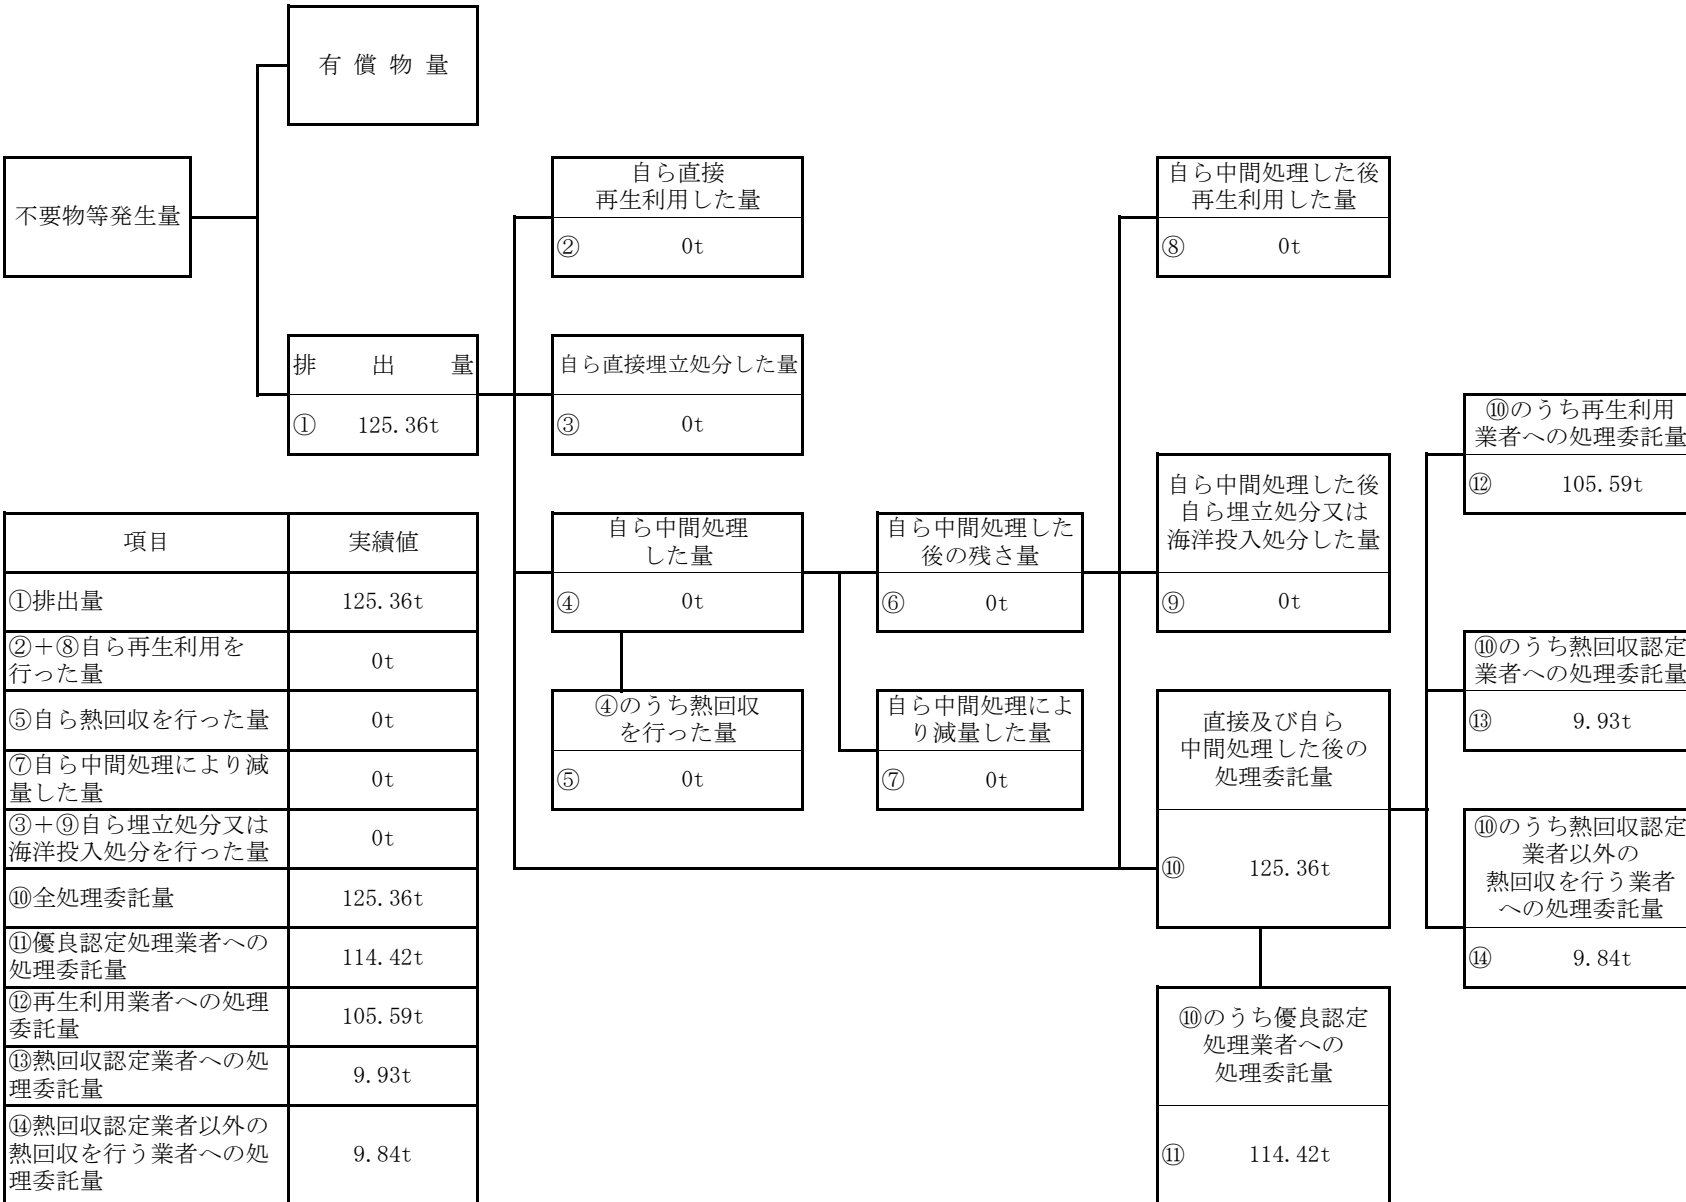 有償物量
不要物等発生量
排出量
① 125.36t
自ら直接
再生利用した量
② 0t
自ら直接埋立処分した量
③ 0t
自ら中間処理
した量
④ 0t
④のうち熱回収
を行った量
⑤ 0t
自ら中間処理した
後の残さ量
⑥ 0t
自ら中間処理によ
り減量した量
⑦ 0t
自ら中間処理した後
再生利用した量
⑧ 0t
自ら中間処理した後
自ら埋立処分又は
海洋投入処分した量
⑨ 0t
直接及び自ら
中間処理した後の
処理委託量
⑩ 125.36t
⑩のうち優良認定
処理業者への
処理委託量
⑪ 114.42t
⑩のうち再生利用
業者への処理委託量
⑫ 105.59t
⑩のうち熱回収認定
業者への処理委託量
⑬ 9.93t
⑩のうち熱回収認定
業者以外の
熱回収を行う業者
への処理委託量
⑭ 9.84t
項目 実績値
①排出量 125.36t
②＋⑧自ら再生利用を
行った量 0t
⑤自ら熱回収を行った量 0t
⑦自ら中間処理により減
量した量 0t
③＋⑨自ら埋立処分又は
海洋投入処分を行った量 0t
⑩全処理委託量 125.36t
⑪優良認定処理業者への
処理委託量 114.42t
⑫再生利用業者への処理
委託量 105.59t
⑬熱回収認定業者への処
理委託量 9.93t
⑭熱回収認定業者以外の
熱回収を行う業者への処
理委託量 9.84t